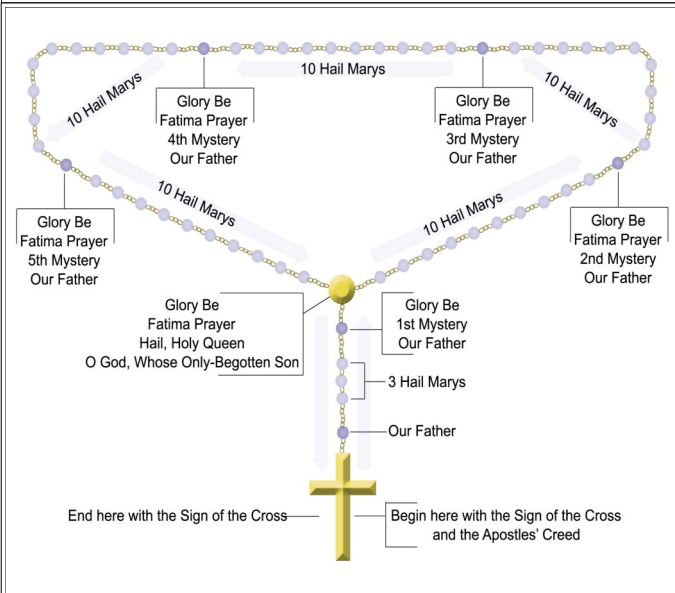 10 Hail Marys
Glory Be
Fatima Prayer
4th Mystery
Our Father
10 Hail Marys
Glory Be
Fatima Prayer
3rd Mystery
Our Father
10 Hail Marys
Glory Be
Fatima Prayer
5th Mystery
Our Father
10 Hail Marys
10 Hail Marys
Glory Be
Fatima Prayer
2nd Mystery
Our Father
Glory Be
Fatima Prayer
Hail, Holy Queen
O God, Whose Only-Begotten Son
Glory Be
1st Mystery
Our Father
3 Hail Marys
Our Father
End here with the Sign of the Cross
Begin here with the Sign of the Cross
and the Apostles' Creed